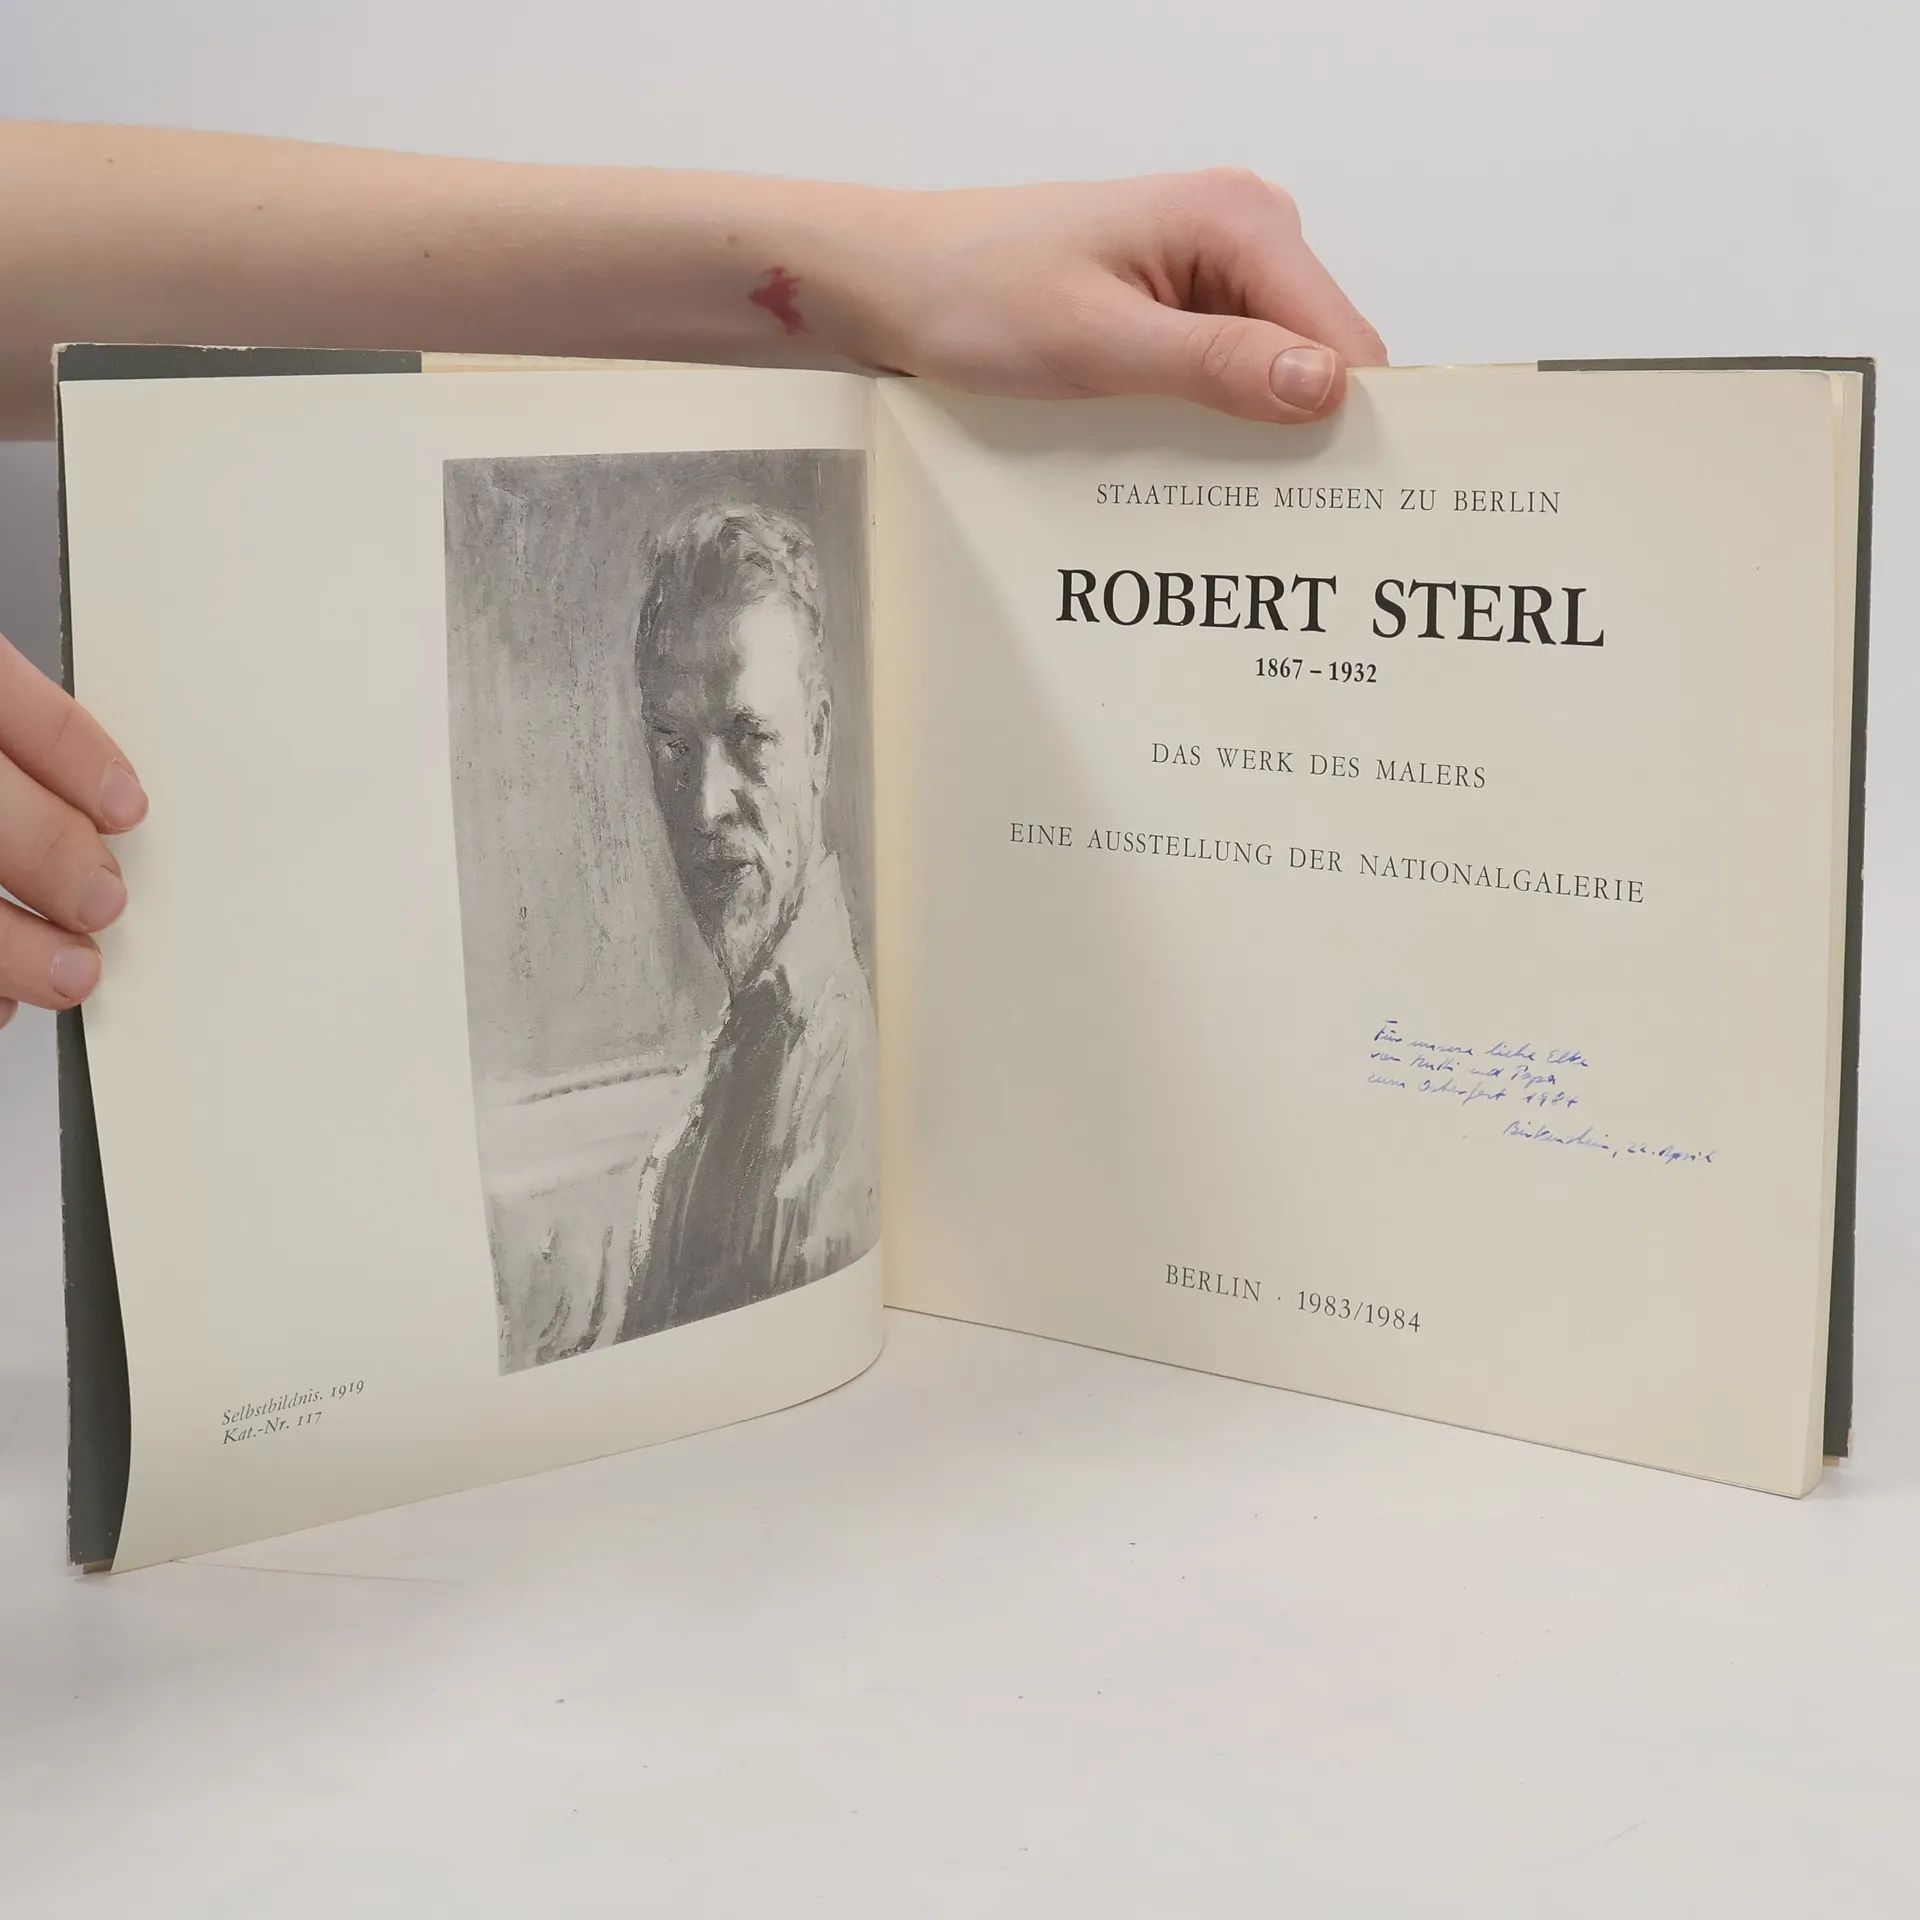 Selbstbildnis. 1919
Kat.-Nr. 117
STAATLICHE MUSEEN ZU BERLIN
ROBERT STERL
1867 – 1932
DAS WERK DES MALERS
EINE AUSSTELLUNG DER NATIONALGALERIE
Für unsere liebe Elke
von Mutti und Papa
zum Osterfest 1984
Birkenstein, 22. April
BERLIN · 1983/1984